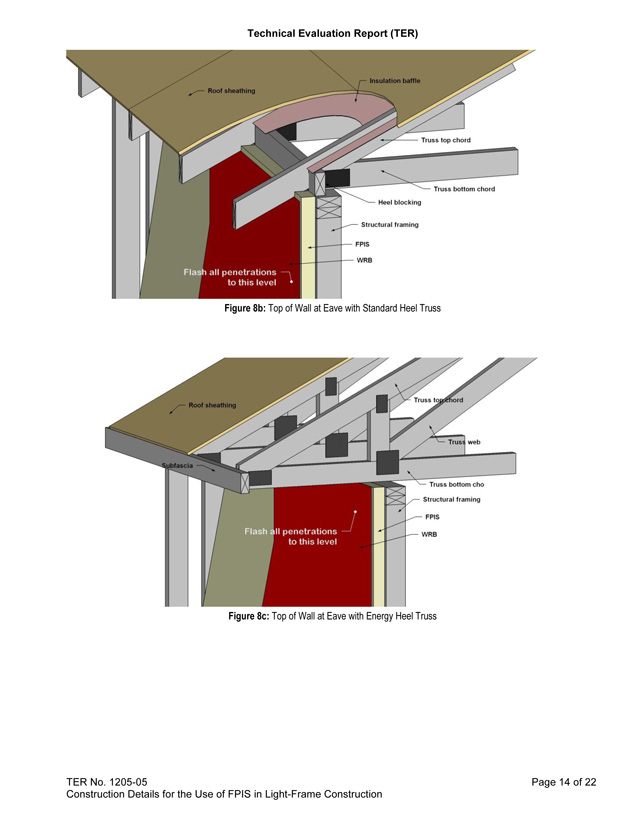 Technical Evaluation Report (TER)
Insulation baffle
Roof sheathing
Truss top chord
Truss bottom chord
Heel blocking
Structural framing
FPIS
WRB
Flash all penetrations
to this level
Figure 8b: Top of Wall at Eave with Standard Heel Truss
Truss top chord
Roof sheathing
Truss web
Subfascia
Truss bottom cho
Structural framing
FPIS
Flash all penetrations
to this level
WRB
Figure 8c: Top of Wall at Eave with Energy Heel Truss
TER No. 1205-05
Page 14 of 22
Construction Details for the Use of FPIS in Light-Frame Construction